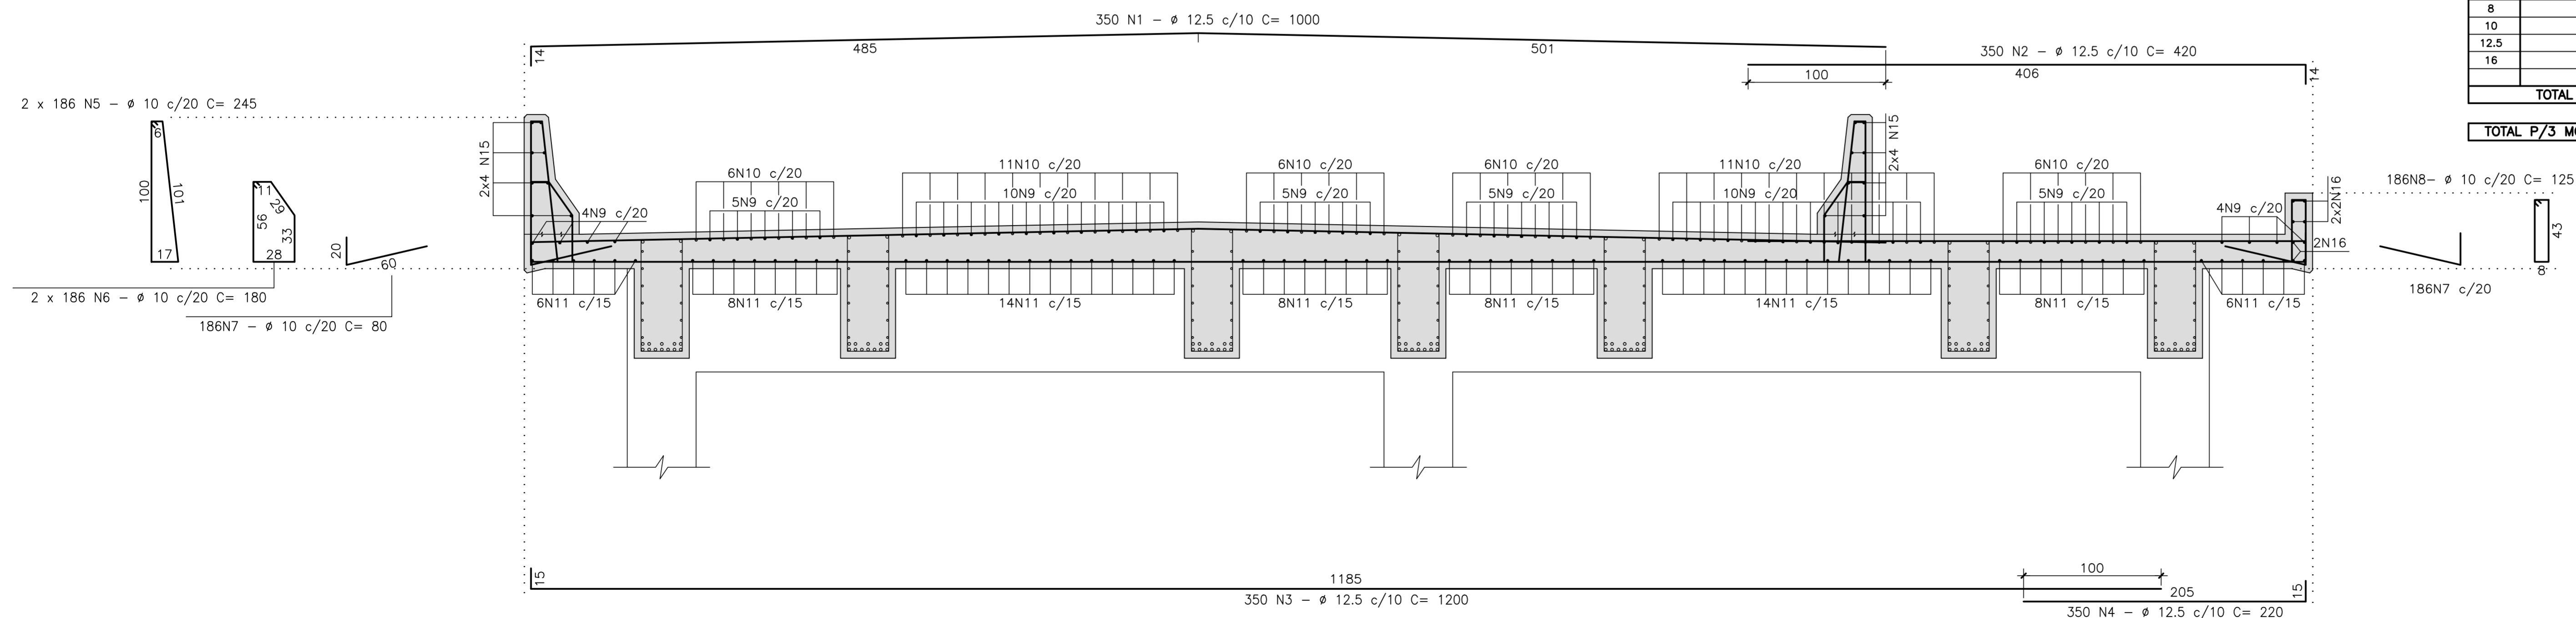 350 N1 - ø 12.5 c/10 C= 1000
14
485
501
350 N2 - ø 12.5 c/10 C= 420
100
406
14
8
10
12.5
16
TOTAL
TOTAL P/3
2 x 186 N5 - ø 10 c/20 C= 245
6
100
101
17
11
29
56
33
28
20
60
2 x 186 N6 - ø 10 c/20 C= 180
186N7 - ø 10 c/20 C= 80
2x4 N15
4N9 c/20
6N10 c/20
5N9 c/20
11N10 c/20
10N9 c/20
6N10 c/20
5N9 c/20
6N10 c/20
5N9 c/20
11N10 c/20
10N9 c/20
2x4 N15
6N10 c/20
5N9 c/20
4N9 c/20
2x2N16
2N16
186N8- ø 10 c/20 C= 125
43
8
186N7 c/20
6N11 c/15
8N11 c/15
14N11 c/15
8N11 c/15
8N11 c/15
14N11 c/15
8N11 c/15
6N11 c/15
15
1185
350 N3 - ø 12.5 c/10 C= 1200
100
205
15
350 N4 - ø 12.5 c/10 C= 220